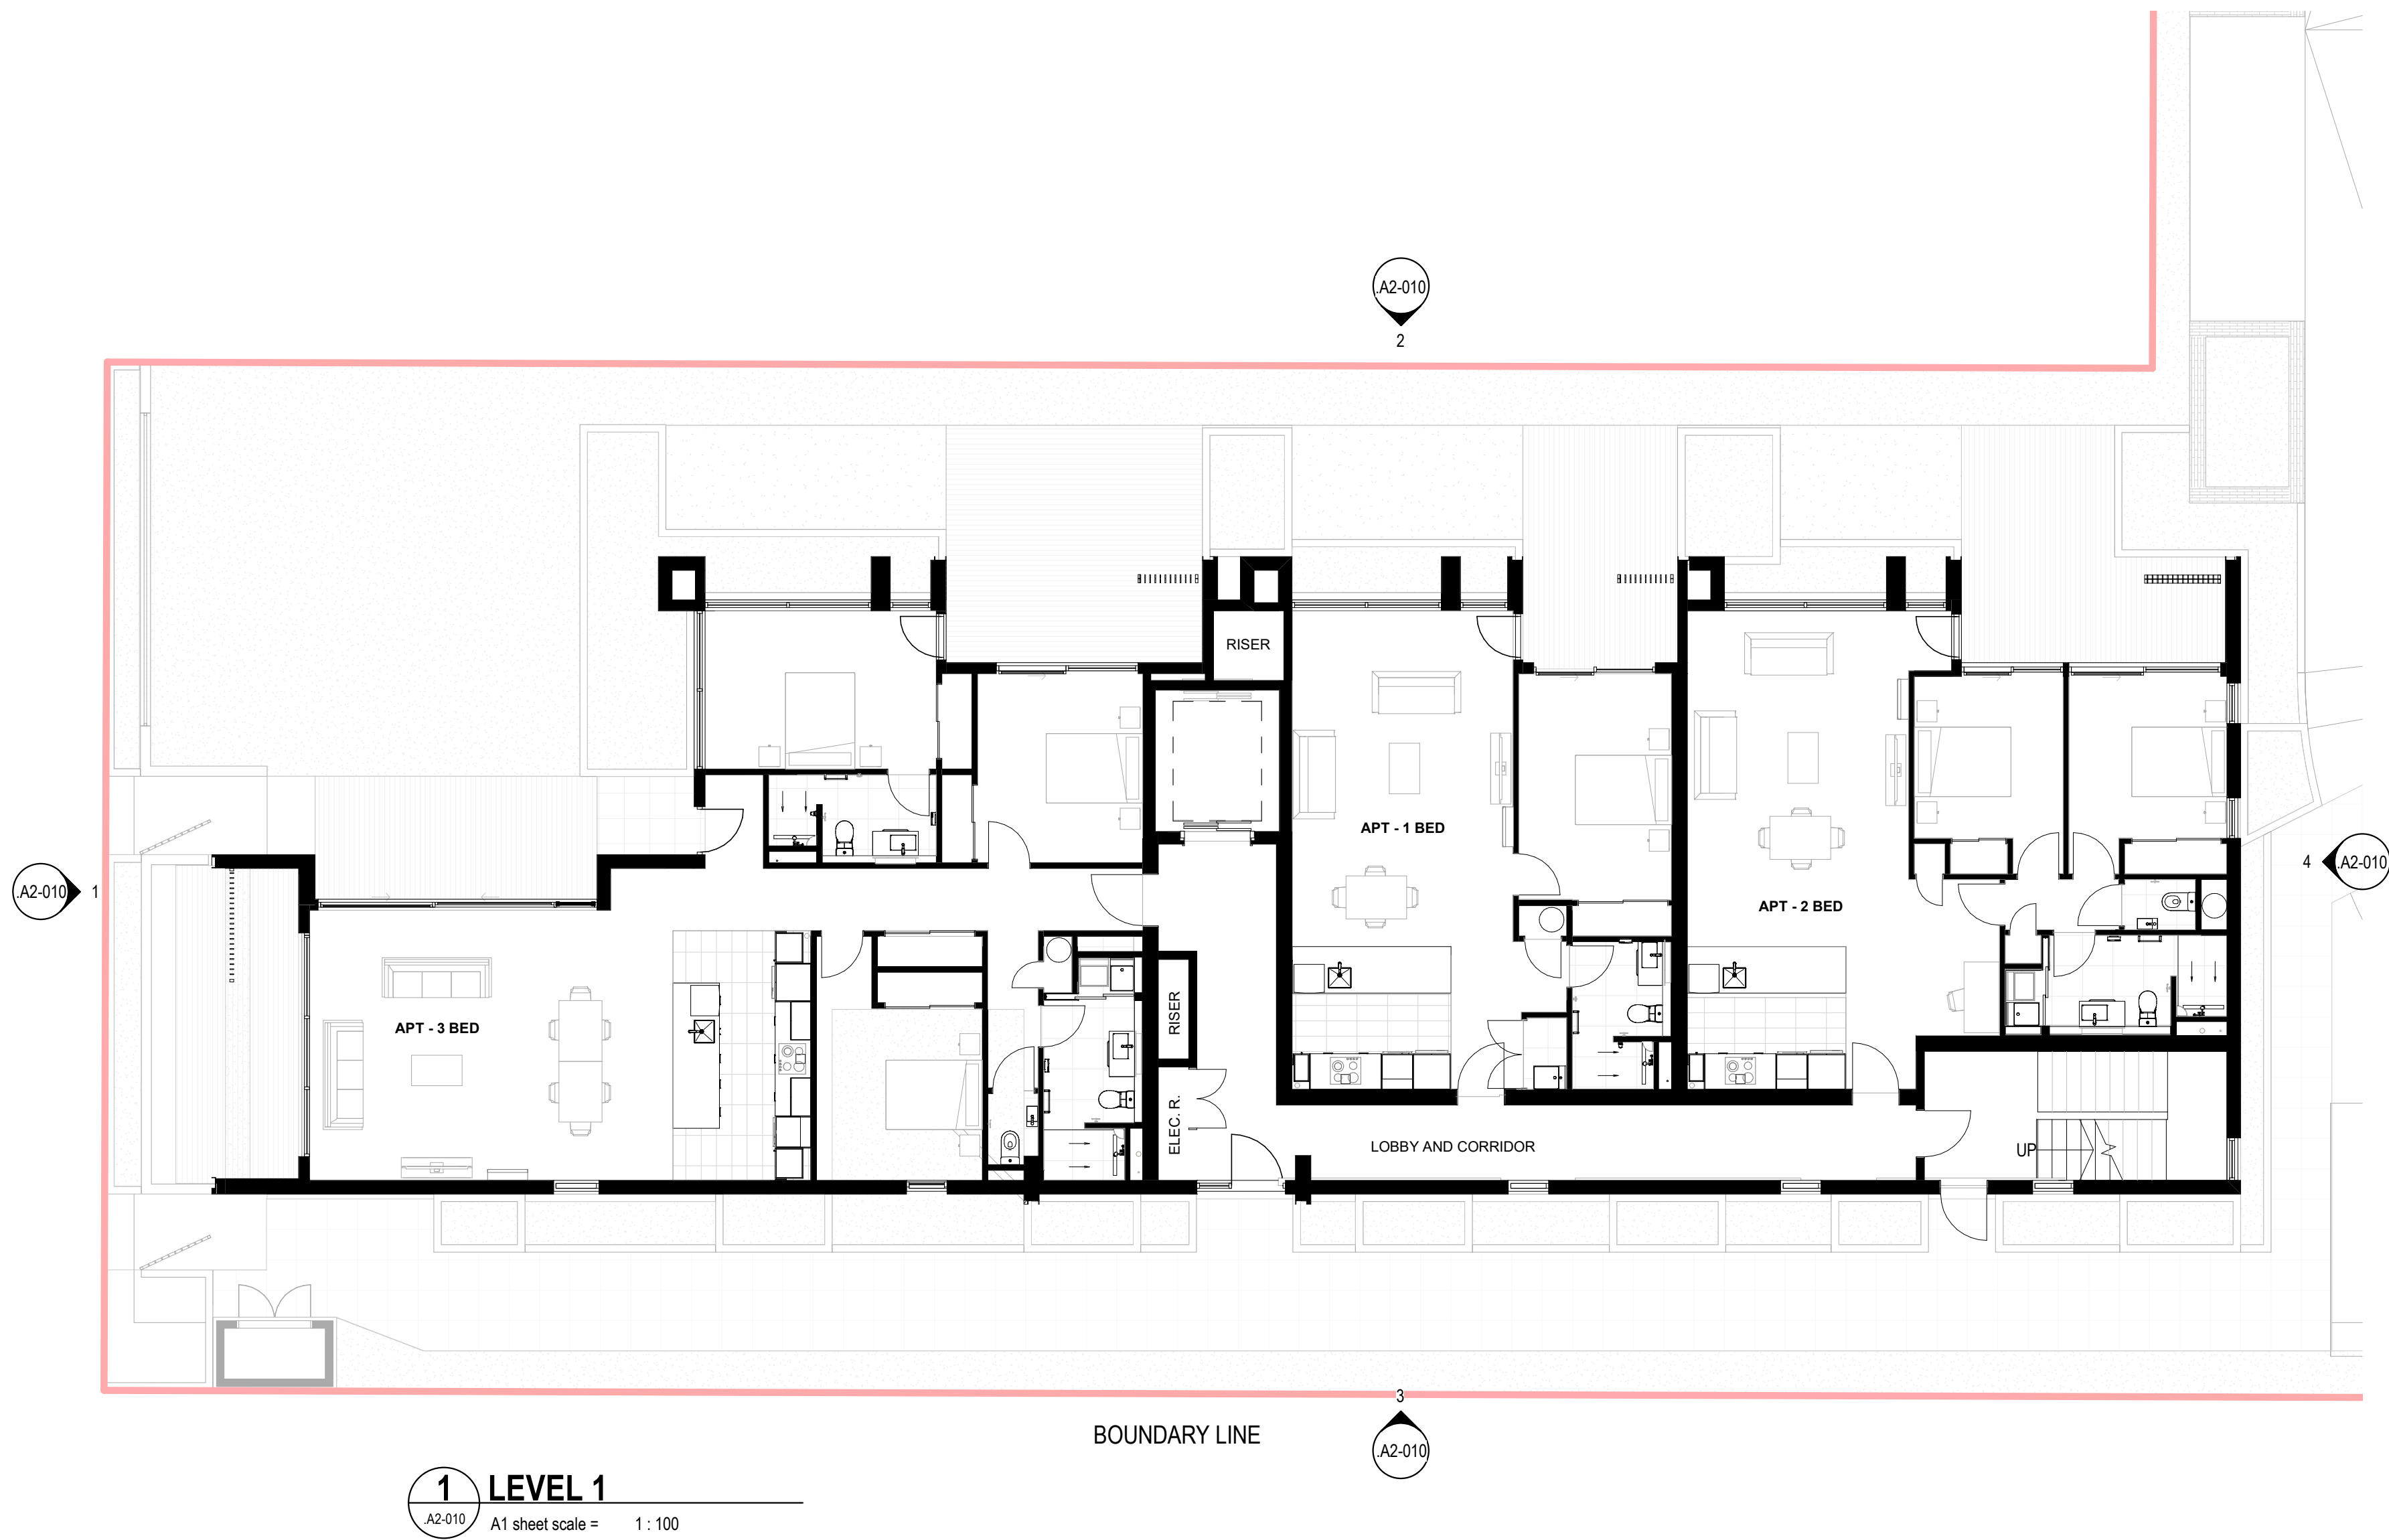 .A2-010
2
RISER
APT - 1 BED
.A2-010
1
4
.A2-010
APT - 2 BED
APT - 3 BED
RISER
ELEC. R.
LOBBY AND CORRIDOR
UP
3
BOUNDARY LINE
.A2-010
1
LEVEL 1
.A2-010
A1 sheet scale = 1 : 100